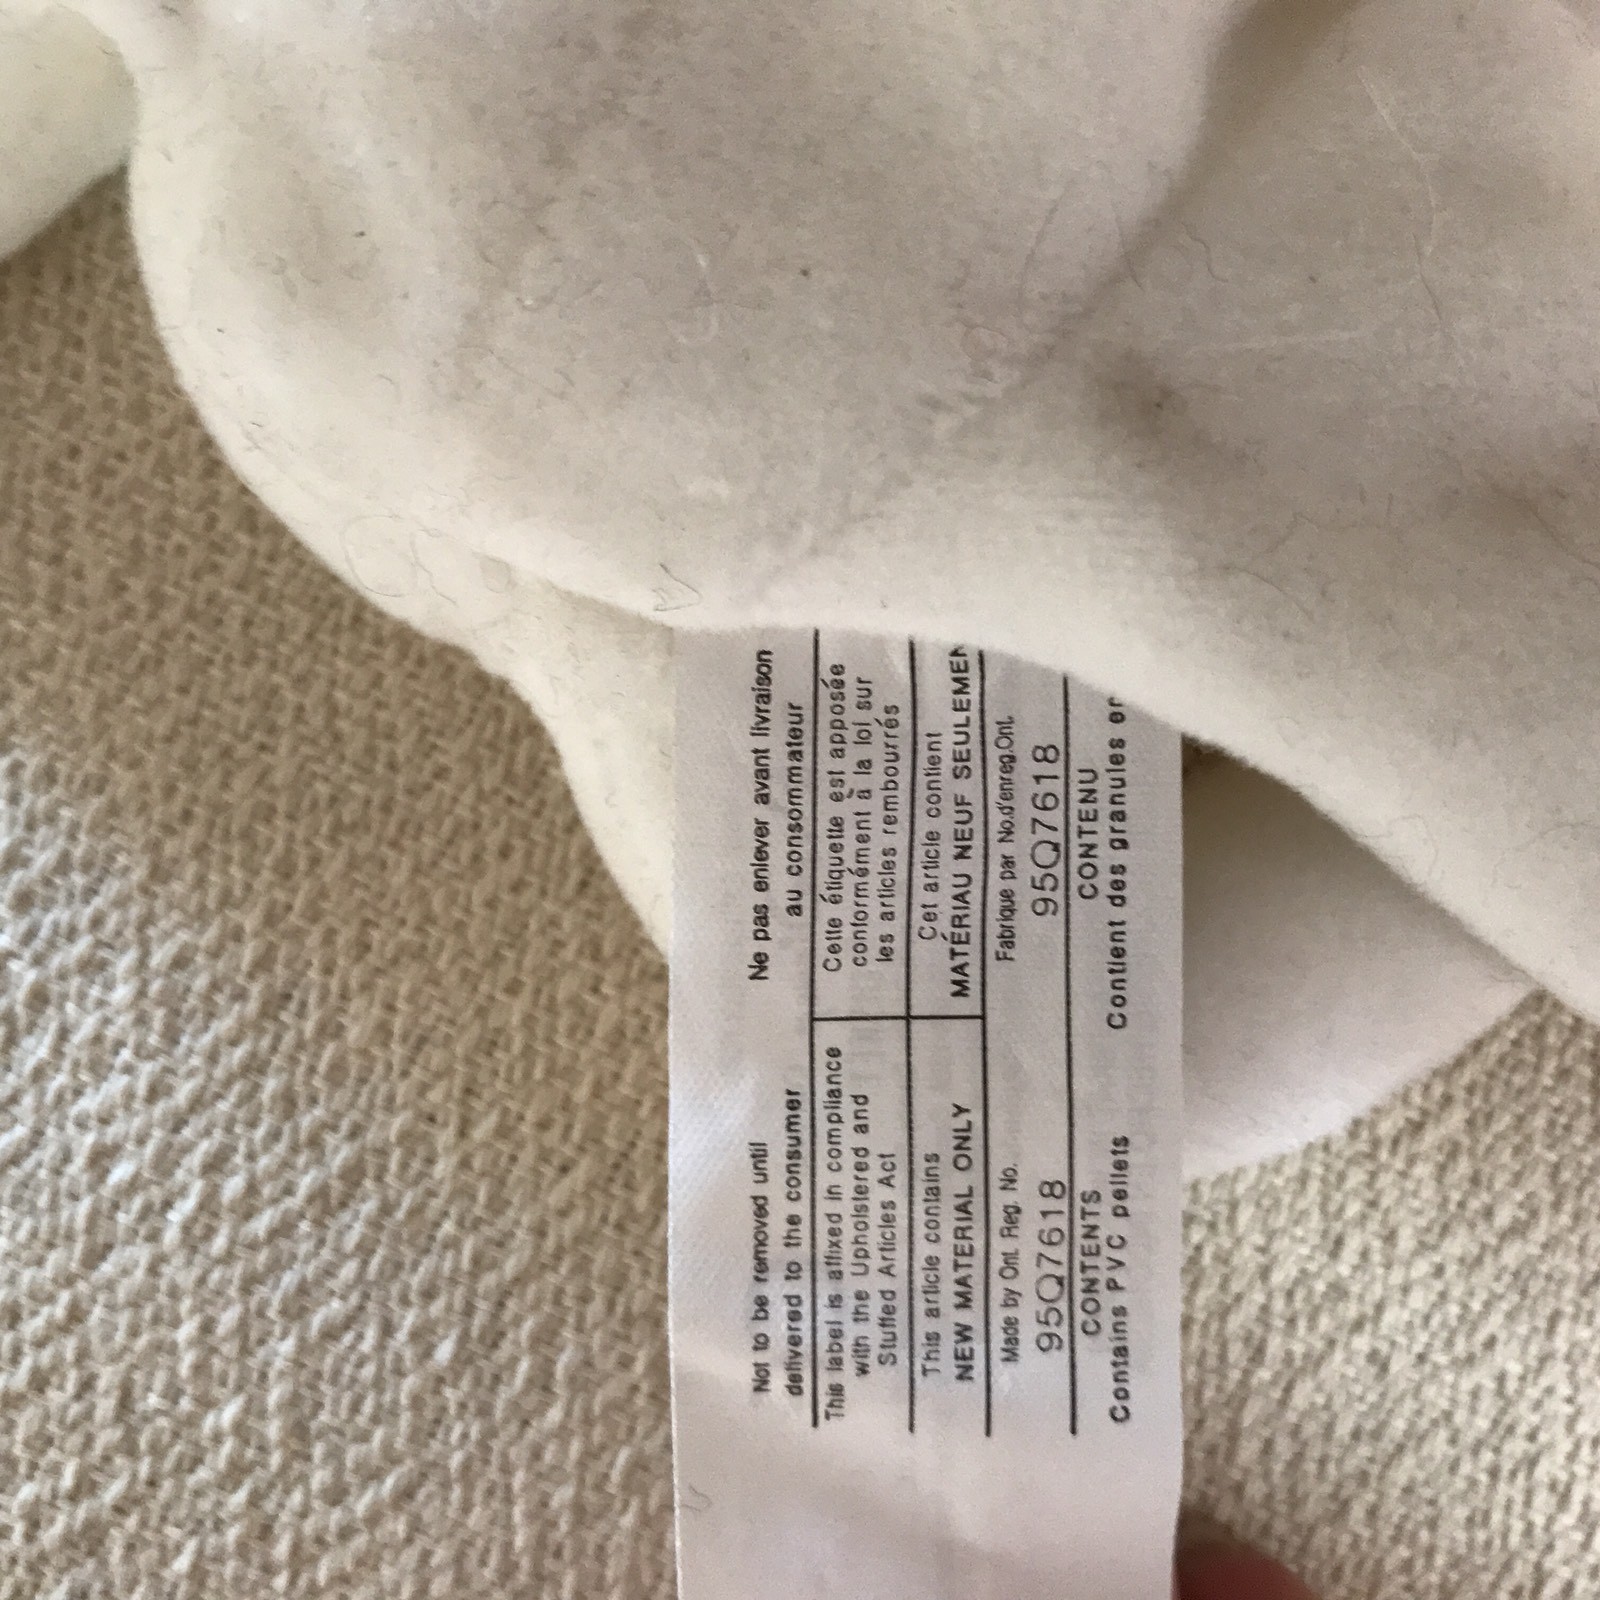 Not to be removed until
delivered to the consumer
Ne pas enlever avant livraison
au consommateur
This label is affixed in compliance
with the Upholstered and
Stuffed Articles Act
Cette étiquette est apposée
conformément à la loi sur
les articles rembourrés
This article contains
NEW MATERIAL ONLY
Cet article contient
MATÉRIAU NEUF SEULEMEN
Made by Ont. Reg. No.
95Q7618
Fabrique par No.d'enreg.Ont.
95Q7618
CONTENTS
Contains PVC pellets
CONTENU
Contient des granules en